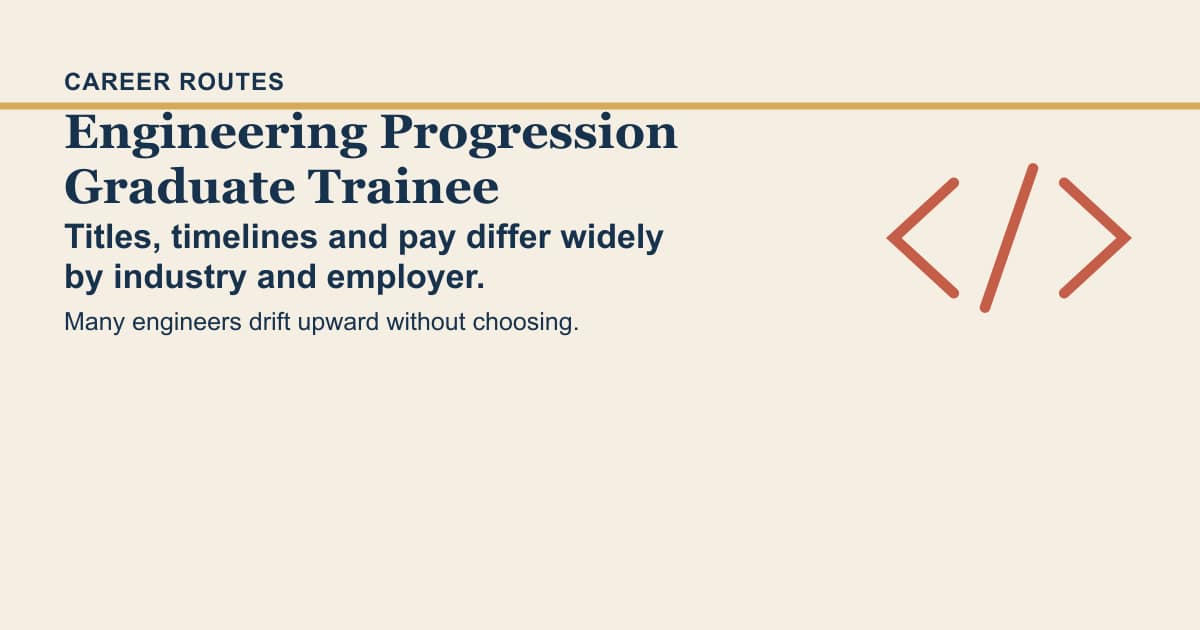 CAREER ROUTES
Engineering Progression
Graduate Trainee
Titles, timelines and pay differ widely
by industry and employer.
Many engineers drift upward without choosing.